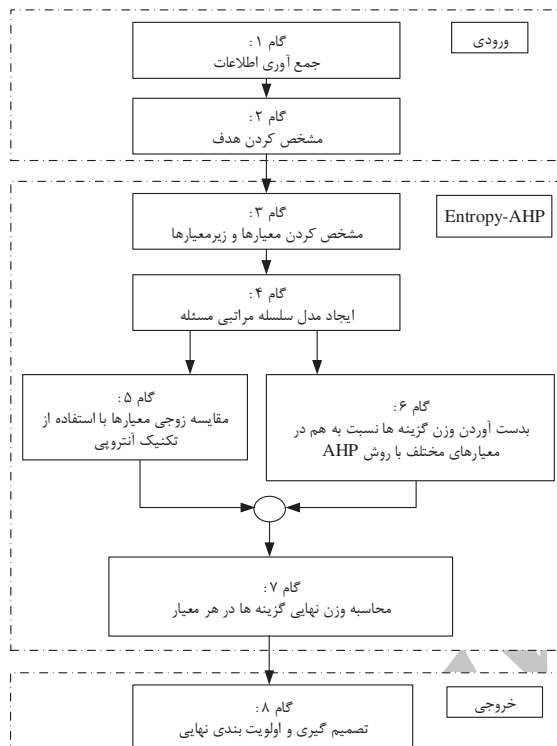 ورودی
گام ۱:
جمع آوری اطلاعات
گام ۲:
مشخص کردن هدف
Entropy-AHP
گام ۳:
مشخص کردن معیارها و زیرمعیارها
گام ۴:
ایجاد مدل سلسله مراتبی مسئله
گام ۵:
مقایسه زوجی معیارها با استفاده از
تکنیک آنتروپی
گام ۶:
بدست آوردن وزن گزینه ها نسبت به هم در
معیارهای مختلف با روش AHP
گام ۷:
محاسبه وزن نهایی گزینه ها در هر معیار
خروجی
گام ۸:
تصمیم گیری و اولویت بندی نهایی